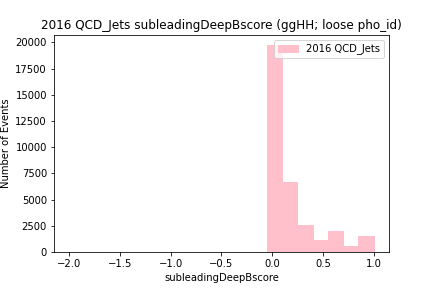 2016 QCD_Jets subleadingDeepBscore (ggHH; loose pho_id)
20000
17500
15000
12500
10000
7500
5000
2500
0
Number of Events
2016 QCD_Jets
−2.0 −1.5 −1.0 −0.5 0.0 0.5 1.0
subleadingDeepBscore